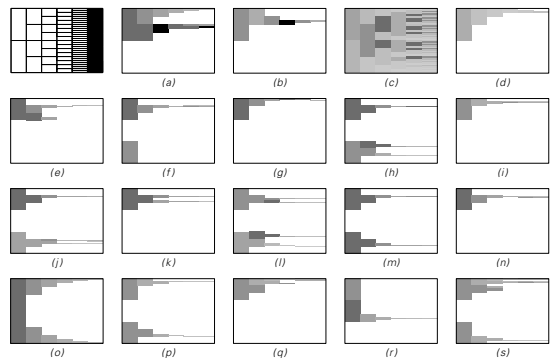 (a) (b) (c) (d)
(e) (f) (g) (h) (i)
(j) (k) (l) (m) (n)
(o) (p) (q) (r) (s)